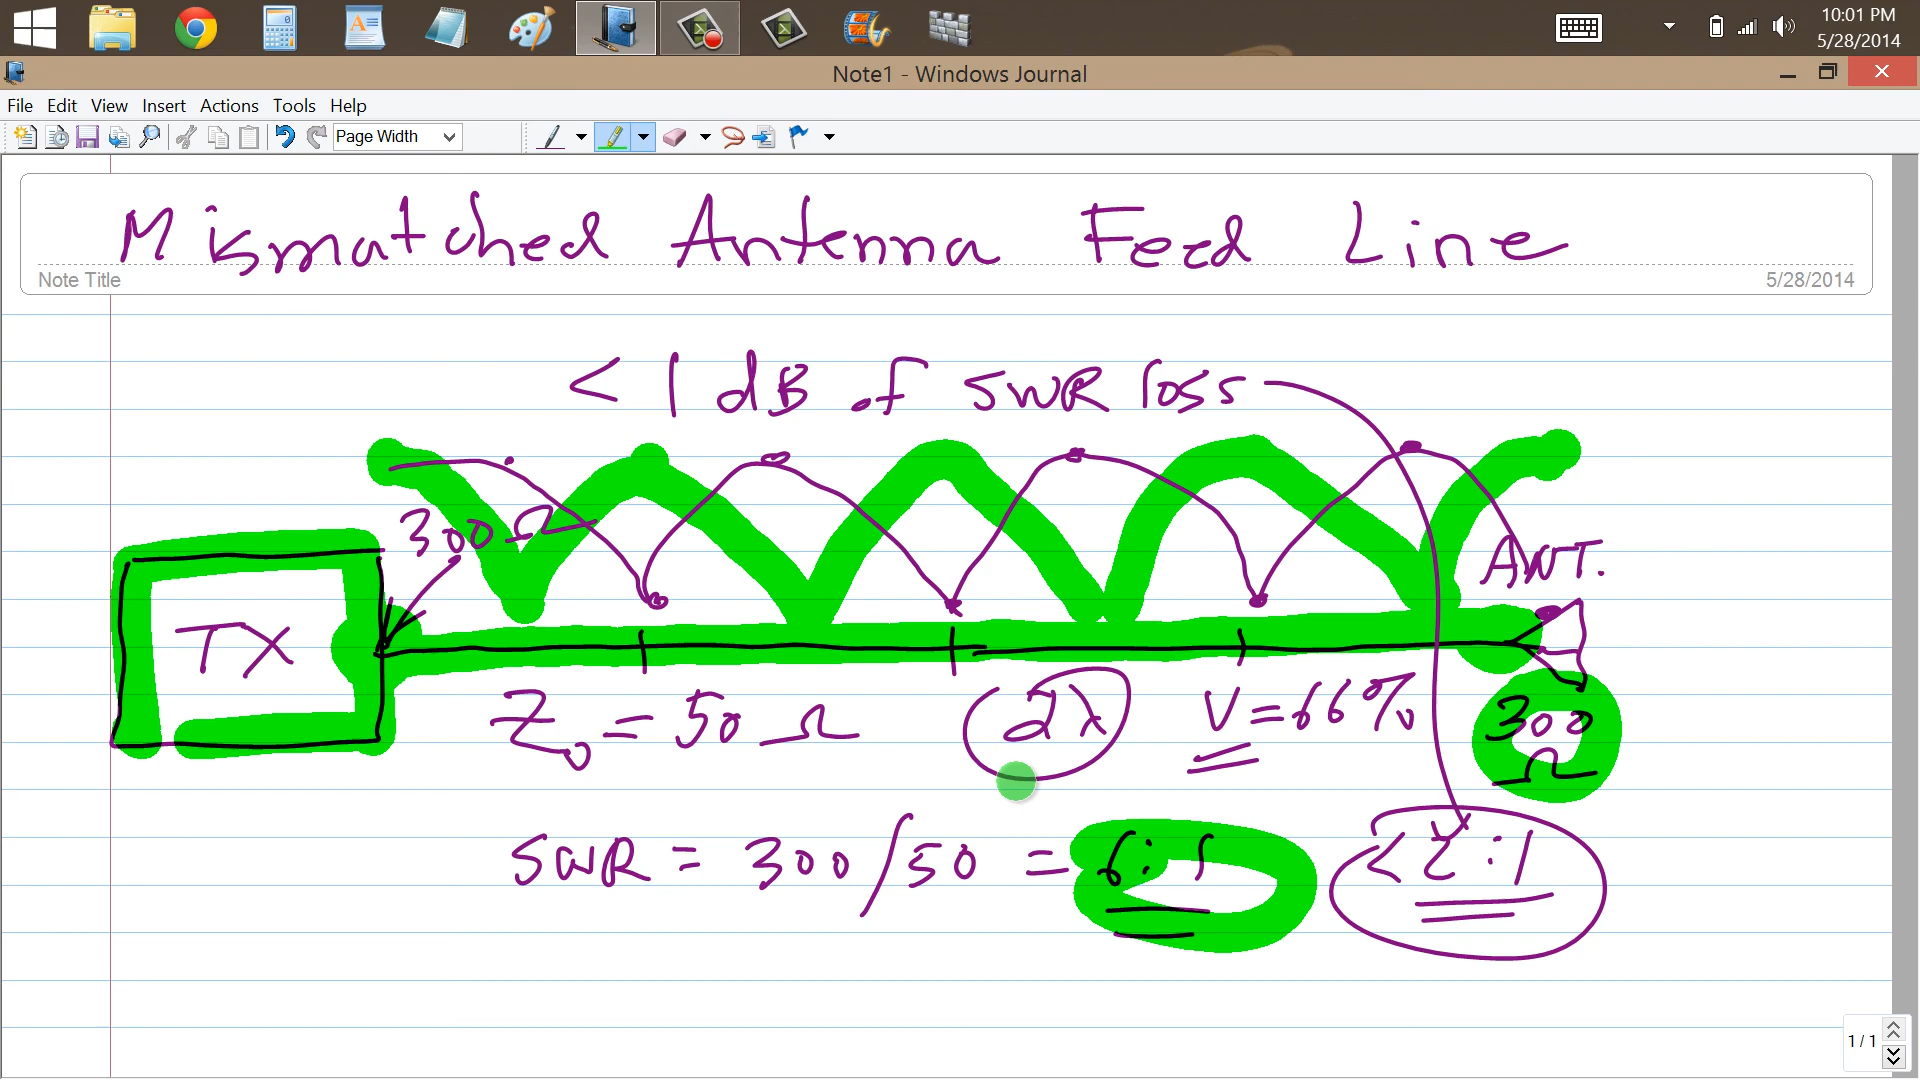 10:01 PM
5/28/2014
Note1 - Windows Journal
File Edit View Insert Actions Tools Help
Page Width
Mismatched Antenna Feed Line
Note Title
5/28/2014
< 1 dB of SWR loss
300 Ω
ANT.
TX
Z0 = 50 Ω 2λ V = 66% 300 Ω
SWR = 300/50 = 6:1 < 2:1
1 / 1